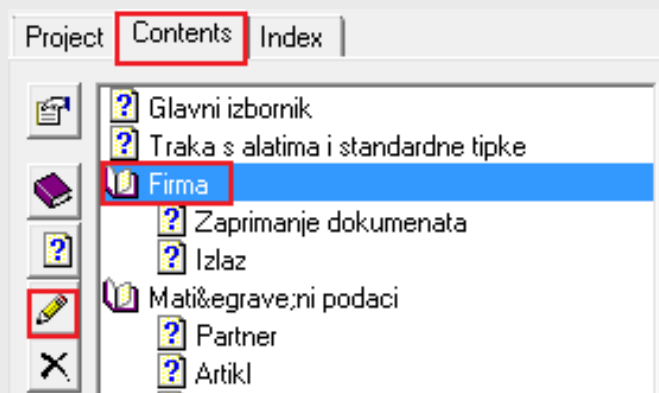 Project Contents Index
Glavni izbornik
Traka s alatima i standardne tipke
Firma
Zaprimanje dokumenata
Izlaz
Mati&egrave;ni podaci
Partner
Artikl